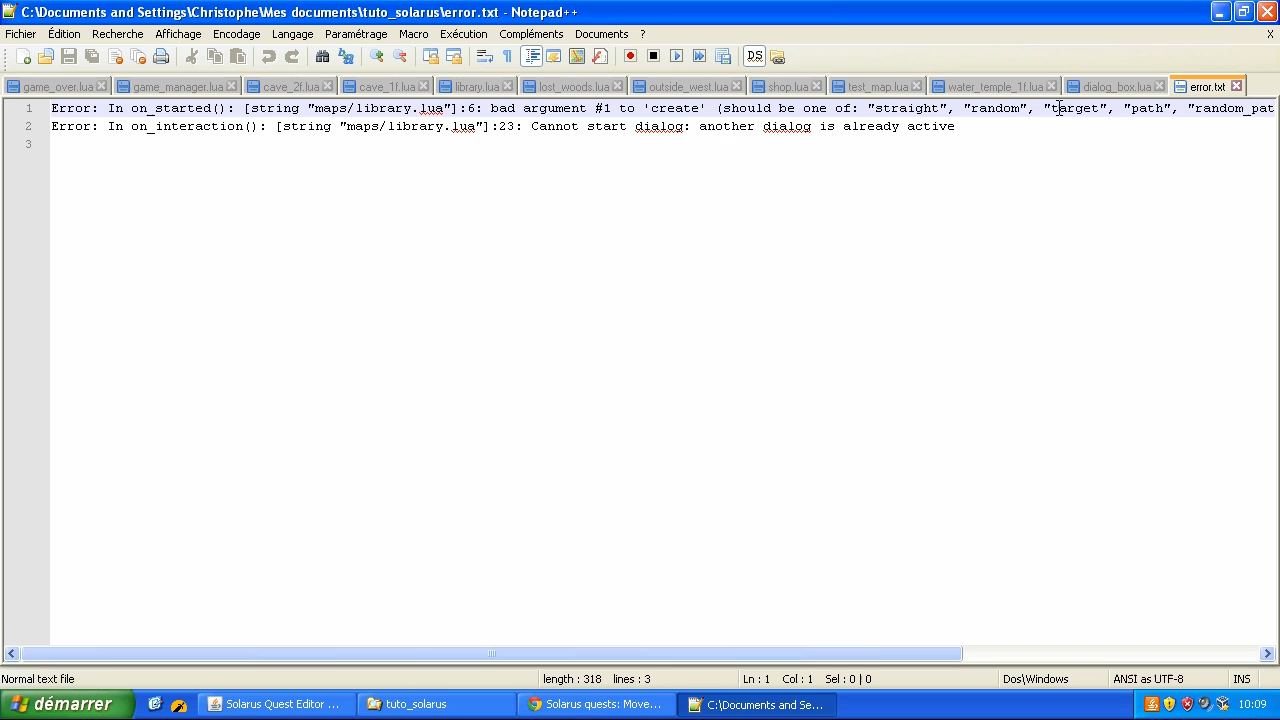 C:\Documents and Settings\Christophe\Mes documents\tuto_solarus\error.txt - Notepad++
Fichier Édition Recherche Affichage Encodage Langage Paramétrage Macro Exécution Compléments Documents ? X
game_over.lua game_manager.lua cave_2f.lua cave_1f.lua library.lua lost_woods.lua outside_west.lua shop.lua test_map.lua water_temple_1f.lua dialog_box.lua error.txt
1 Error: In on_started(): [string "maps/library.lua"]:6: bad argument #1 to 'create' (should be one of: "straight", "random", "target", "path", "random_pat
2 Error: In on_interaction(): [string "maps/library.lua"]:23: Cannot start dialog: another dialog is already active
3
Normal text file length : 318 lines : 3 Ln : 1 Col : 1 Sel : 0 | 0 Dos\Windows ANSI as UTF-8 INS
démarrer Solarus Quest Editor ... tuto_solarus Solarus quests: Move... C:\Documents and Se... 10:09